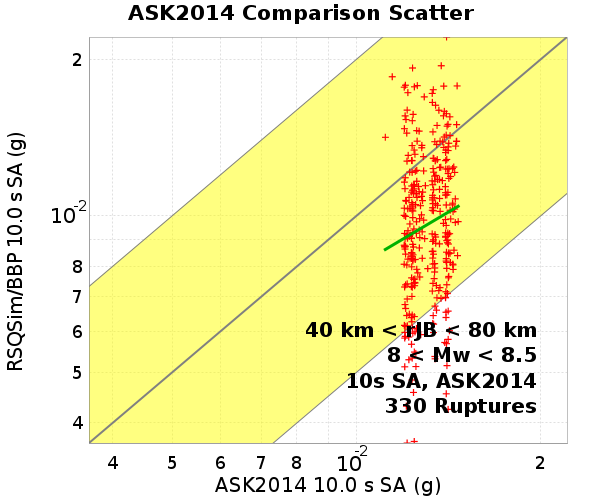 ASK2014 Comparison Scatter
RSQSim/BBP 10.0 s SA (g)
2
10-2
8
7
6
5
4
40 km < rJB < 80 km
8 < Mw < 8.5
10s SA, ASK2014
330 Ruptures
4 5 6 7 8 10-2 2
ASK2014 10.0 s SA (g)